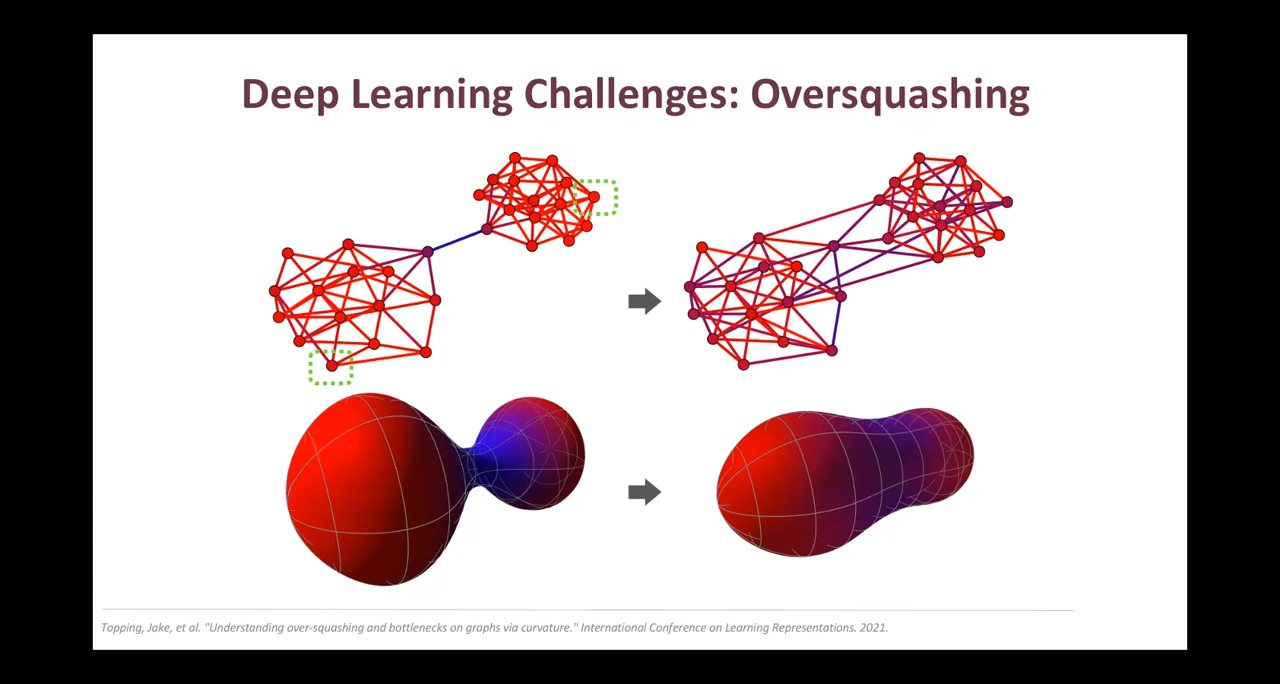 Deep Learning Challenges: Oversquashing
Topping, Jake, et al. "Understanding over-squashing and bottlenecks on graphs via curvature." International Conference on Learning Representations. 2021.